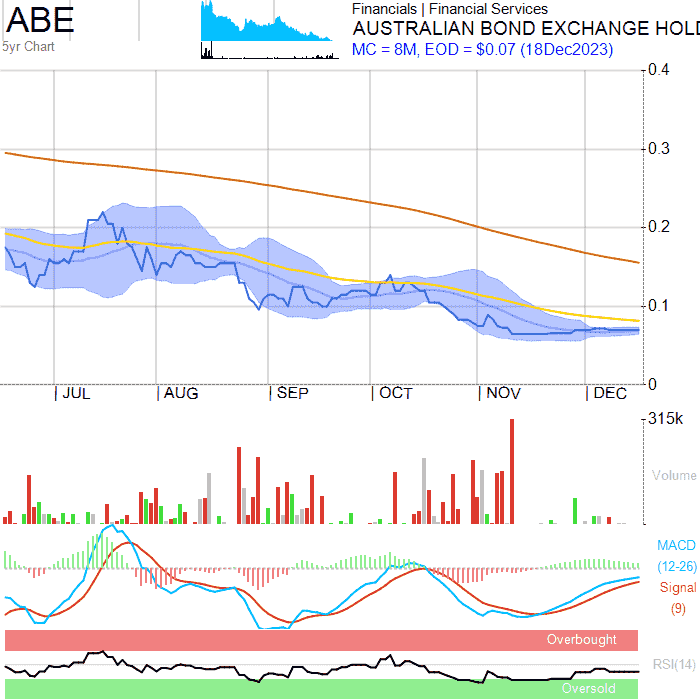 ABE
5yr Chart
Financials | Financial Services
AUSTRALIAN BOND EXCHANGE HOLD
MC = 8M, EOD = $0.07 (18Dec2023)
0.4
0.3
0.2
0.1
0
| JUL | AUG | SEP | OCT | NOV | DEC
315k
Volume
MACD
(12-26)
Signal
(9)
Overbought
RSI(14)
Oversold